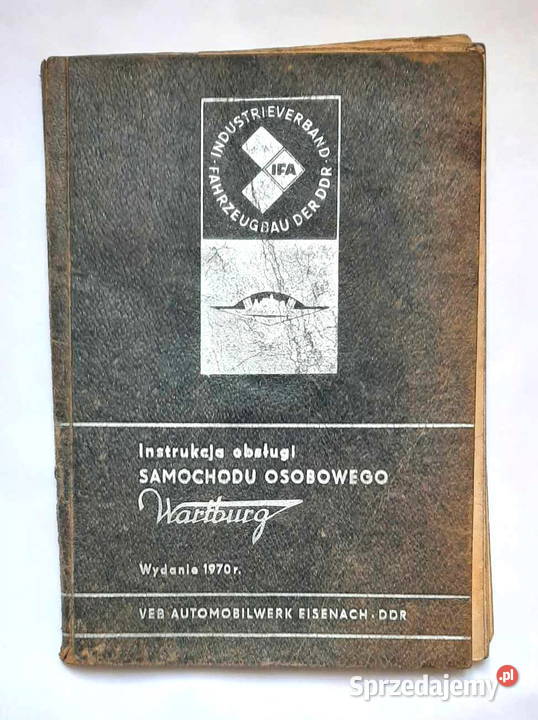 INDUSTRIEVERBAND · FAHRZEUGBAU DER DDR ·
IFA
Instrukcja obsługi
SAMOCHODU OSOBOWEGO
Wartburg
Wydanie 1970 r.
VEB AUTOMOBILWERK EISENACH · DDR
Sprzedajemy.pl